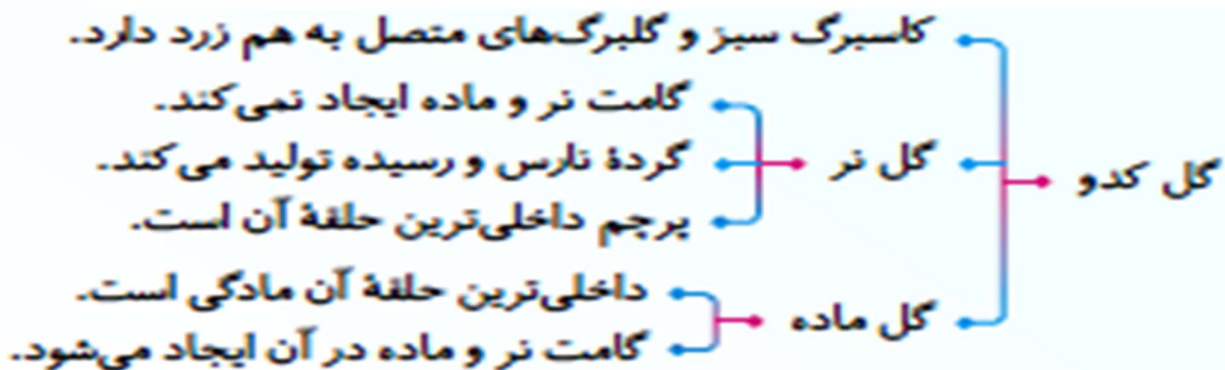 گل کدو
کاسبرگ سبز و گلبرگ‌های متصل به هم زرد دارد.
گل نر
گامت نر و ماده ایجاد نمی‌کند.
گردهٔ نارس و رسیده تولید می‌کند.
پرچم داخلی‌ترین حلقهٔ آن است.
گل ماده
داخلی‌ترین حلقهٔ آن مادگی است.
گامت نر و ماده در آن ایجاد می‌شود.